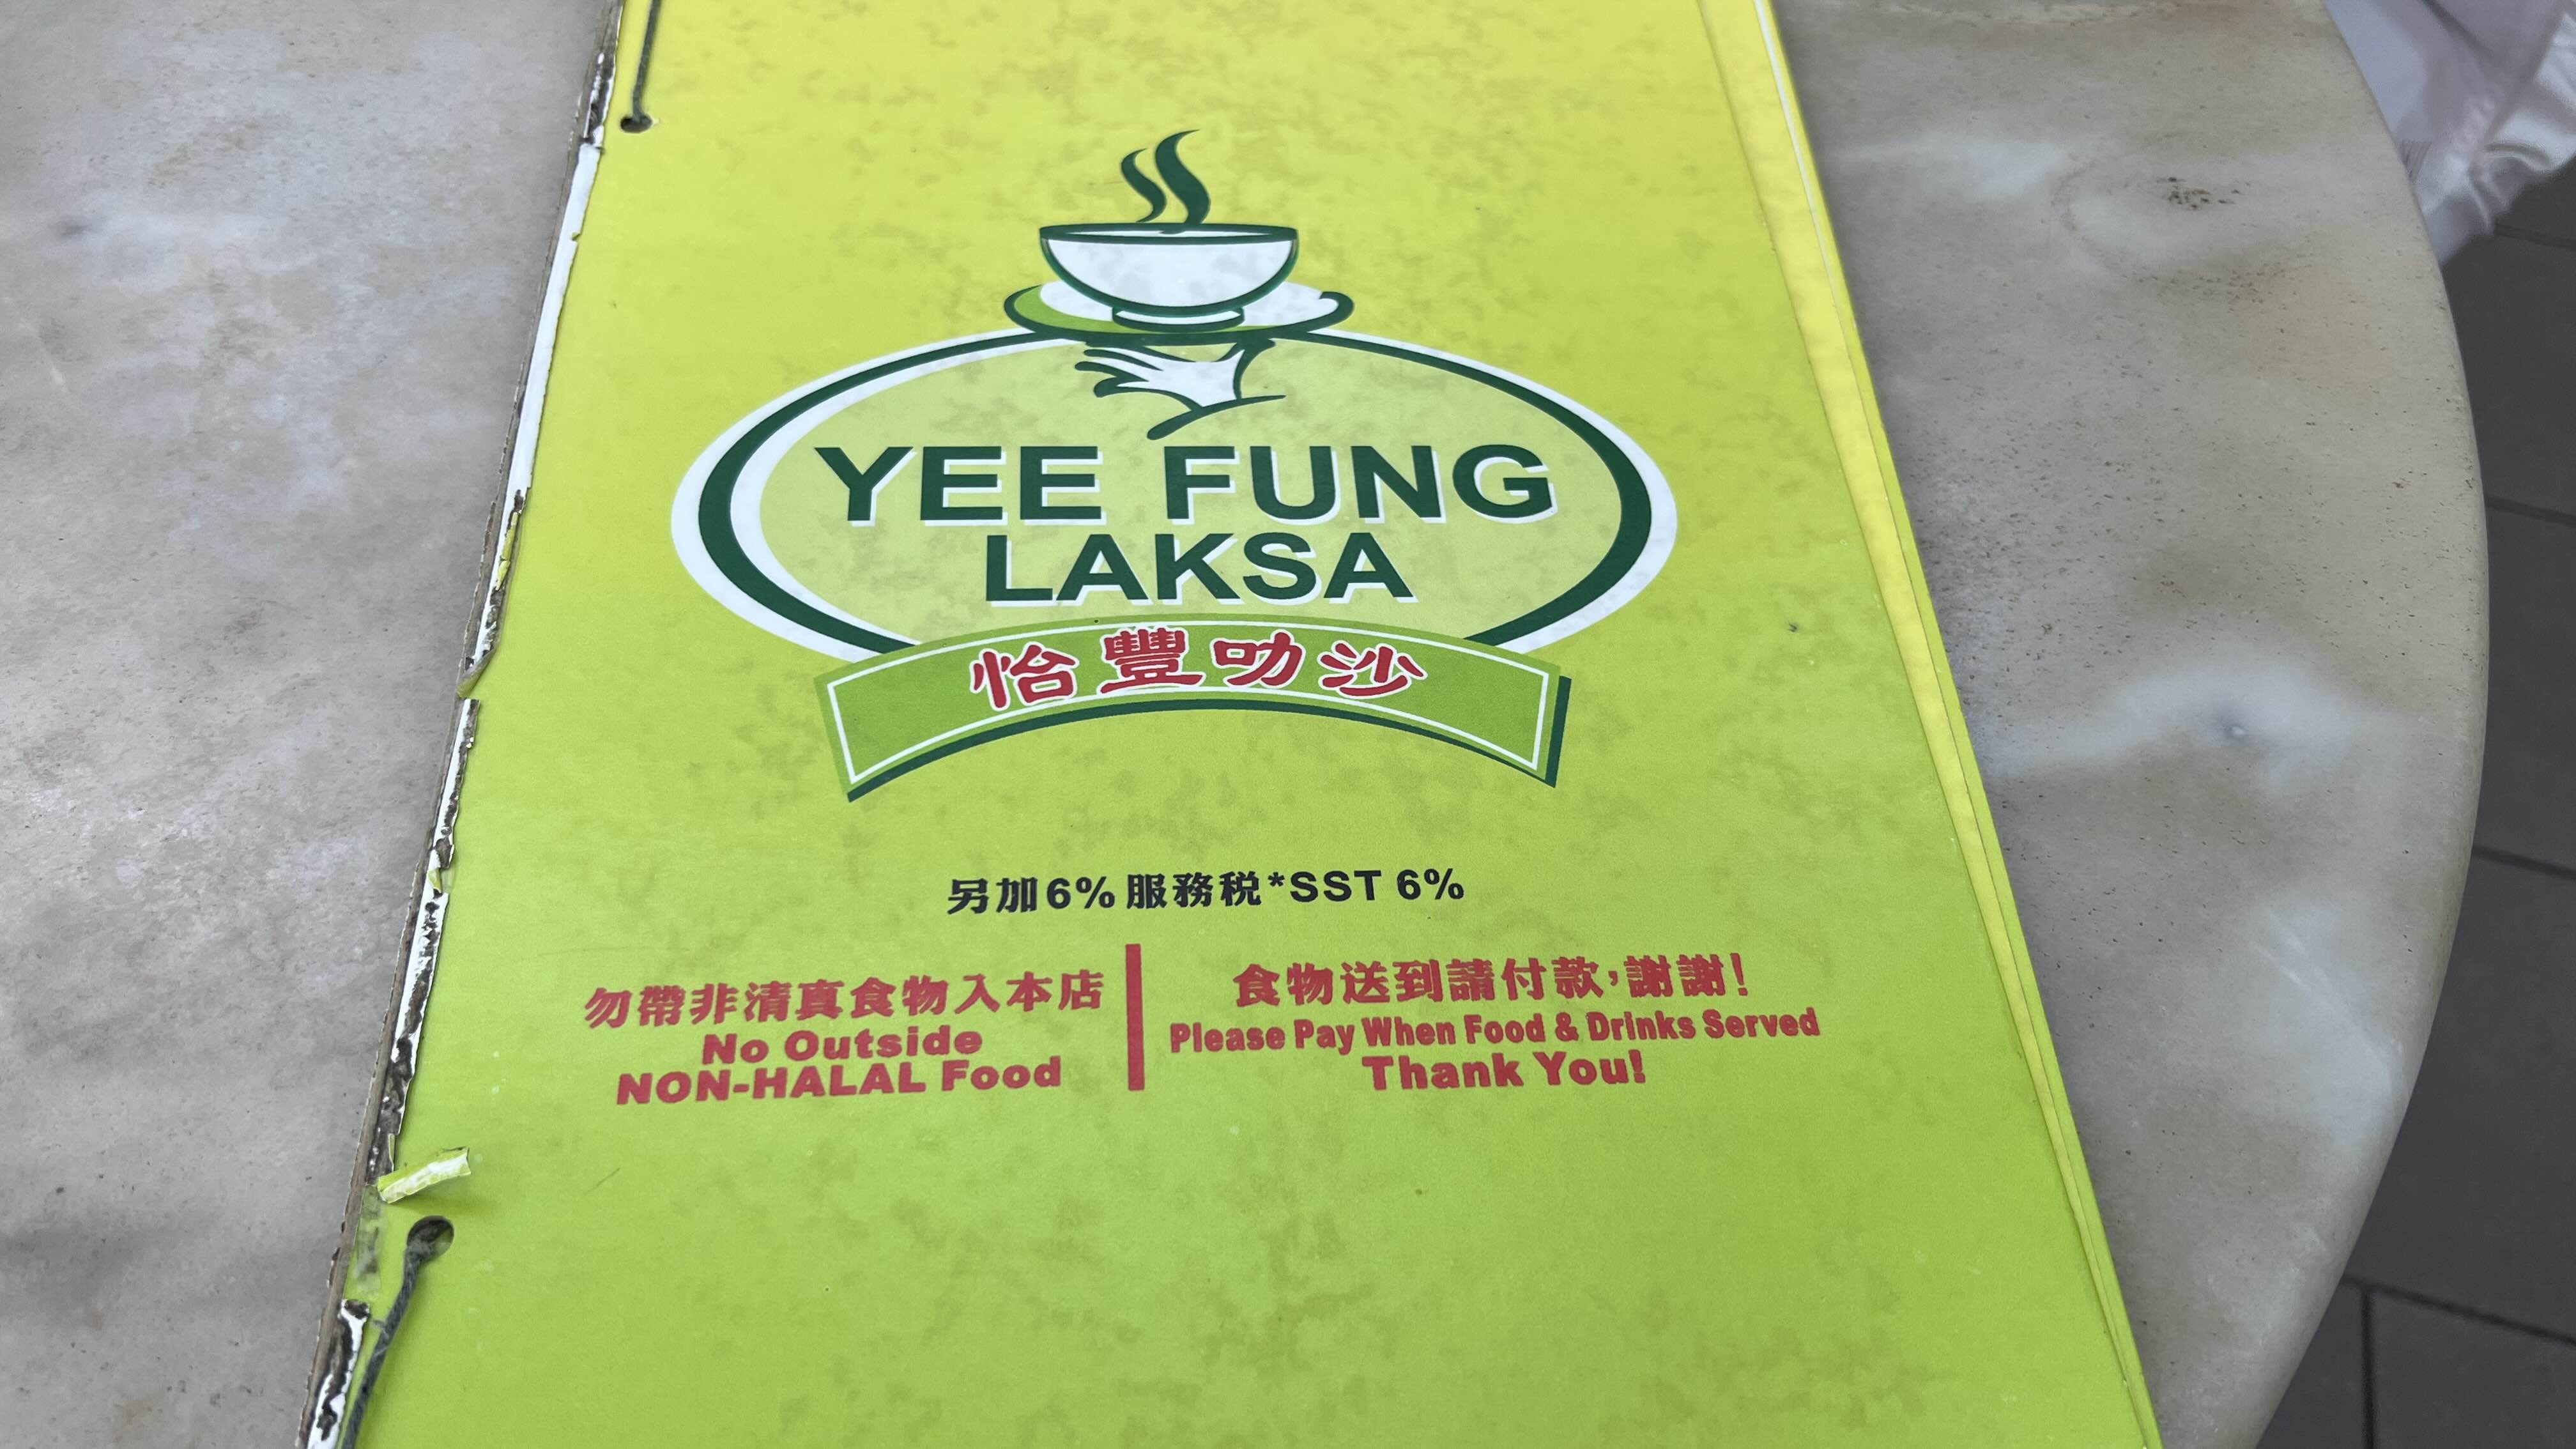 YEE FUNG
LAKSA
怡豐叻沙
另加6%服務税*SST 6%
勿帶非清真食物入本店
No Outside
NON-HALAL Food
食物送到請付款,謝謝!
Please Pay When Food & Drinks Served
Thank You!